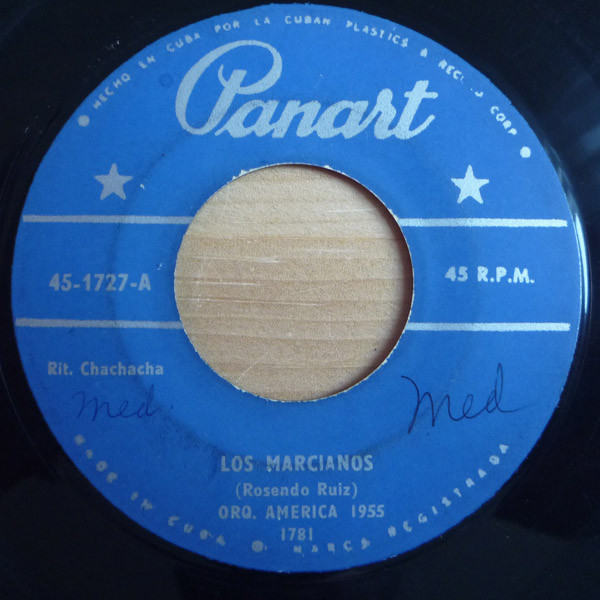 HECHO EN CUBA POR LA CUBAN PLASTICS & RECORD CORP
Panart
45-1727-A
45 R.P.M.
Rit. Chachacha
Med
Med
LOS MARCIANOS
(Rosendo Ruiz)
ORQ. AMERICA 1955
1781
MADE IN CUBA
MARCA REGISTRADA